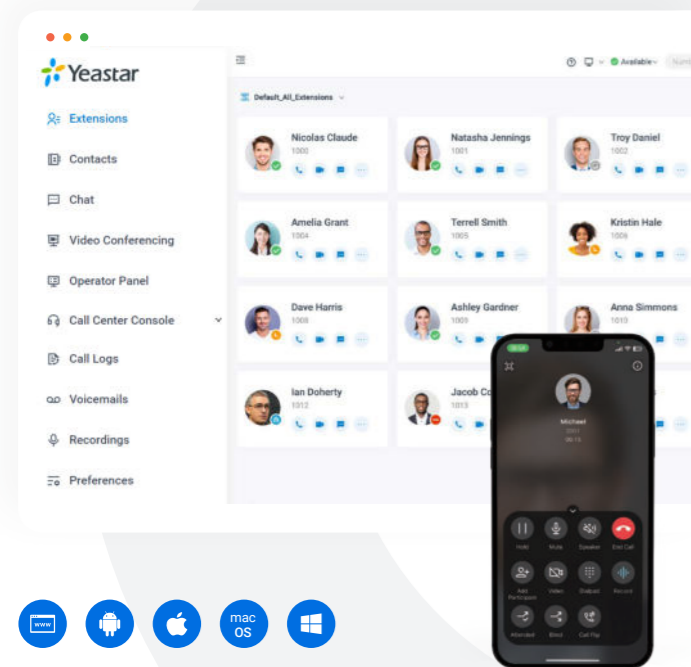 Yeastar
Available
Default_All_Extensions
Extensions
Contacts
Chat
Video Conferencing
Operator Panel
Call Center Console
Call Logs
Voicemails
Recordings
Preferences
Nicolas Claude
1000
Natasha Jennings
1001
Troy Daniel
1002
Amelia Grant
1004
Terrell Smith
1005
Kristin Hale
1006
Dave Harris
1008
Ashley Gardner
1009
Anna Simmons
1010
Ian Doherty
1012
Jacob Co
1013
Michael
Hold
Mute
Speaker
End Call
Add
Participant
Video
Dialpad
Record
Attended
Blind
Call Flip
www
mac
OS